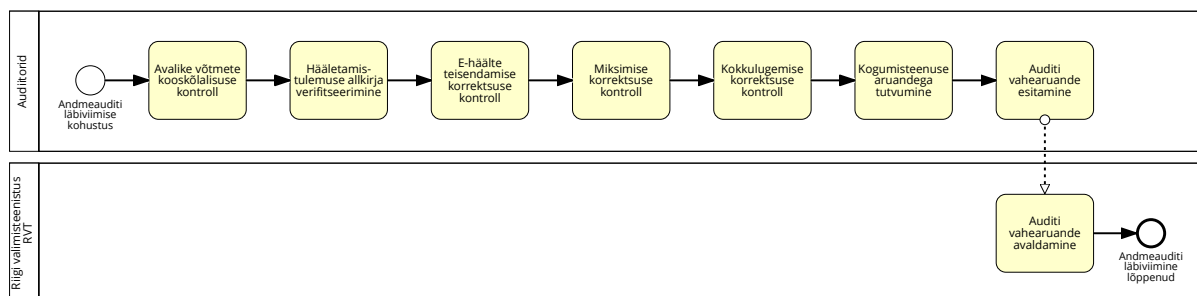 Auditorid
Andmeauditi
läbiviimise
kohustus
Avalike võtmete
kooskõlalisuse
kontroll
Hääletamis-
tulemuse allkirja
verifitseerimine
E-häälte
teisendamise
korrektsuse
kontroll
Miksimise
korrektsuse
kontroll
Kokkulugemise
korrektsuse
kontroll
Kogumisteenuse
aruandega
tutvumine
Auditi
vahearuande
esitamine
Riigi valimisteenistus
RVT
Auditi
vahearuande
avaldamine
Andmeauditi
läbiviimine
lõppenud